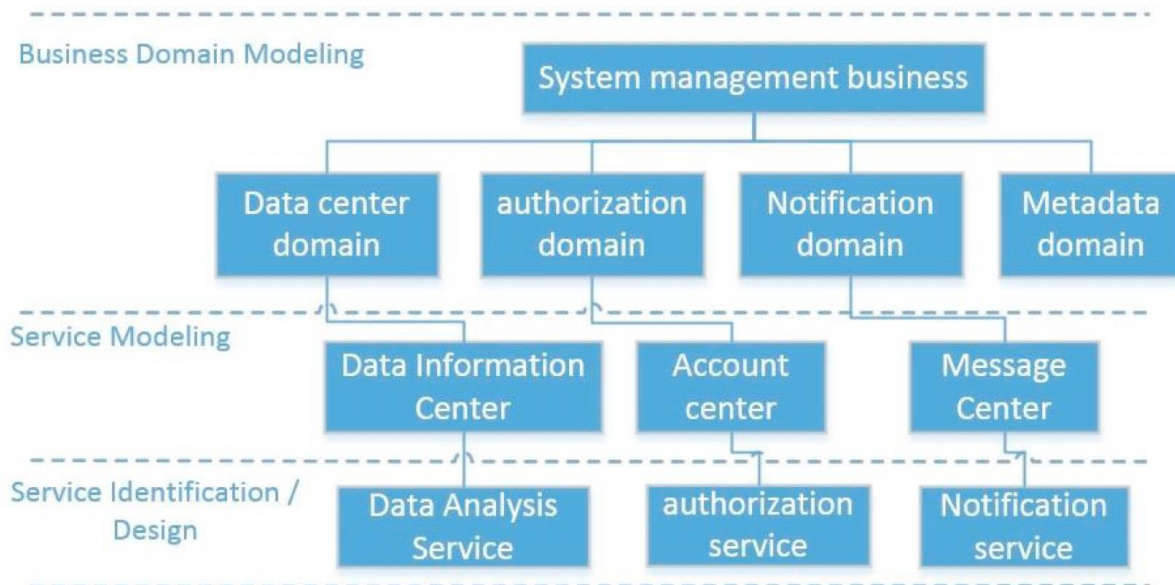 Business Domain Modeling
System management business
Data center
domain
authorization
domain
Notification
domain
Metadata
domain
Service Modeling
Data Information
Center
Account
center
Message
Center
Service Identification /
Design
Data Analysis
Service
authorization
service
Notification
service